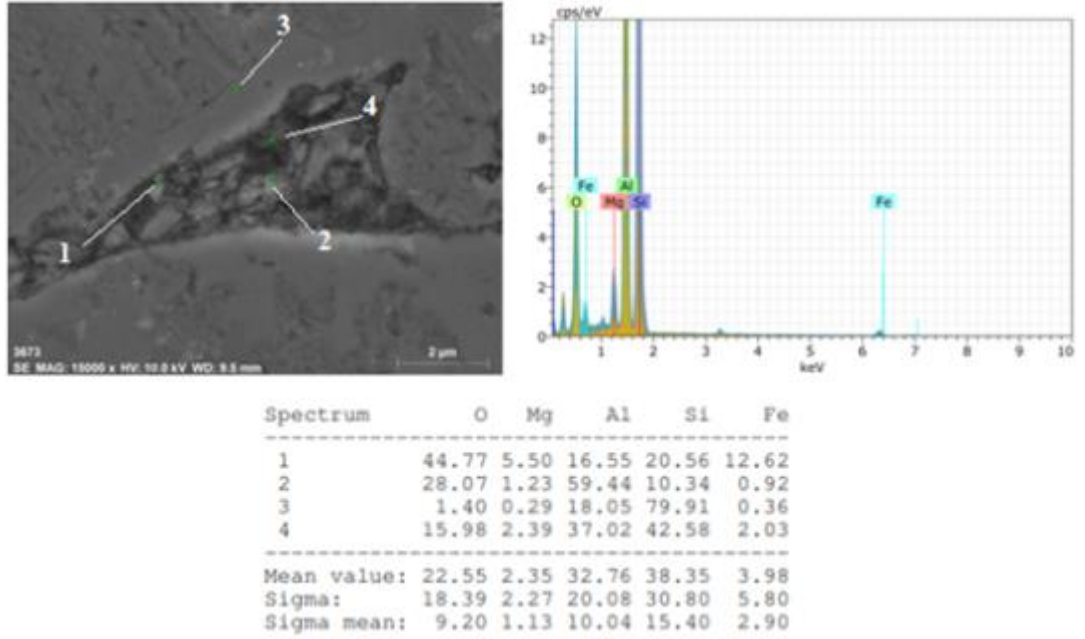 3
4
1
2
3673
SE MAG: 15000 x HV: 10.0 kV WD: 9.5 mm
2 µm
cps/eV
12
10
8
6
4
2
0
Fe Al
O Mg Si Fe
1 2 3 4 5 6 7 8 9 10
keV
Spectrum O Mg Al Si Fe
1 44.77 5.50 16.55 20.56 12.62
2 28.07 1.23 59.44 10.34 0.92
3 1.40 0.29 18.05 79.91 0.36
4 15.98 2.39 37.02 42.58 2.03
Mean value: 22.55 2.35 32.76 38.35 3.98
Sigma: 18.39 2.27 20.08 30.80 5.80
Sigma mean: 9.20 1.13 10.04 15.40 2.90